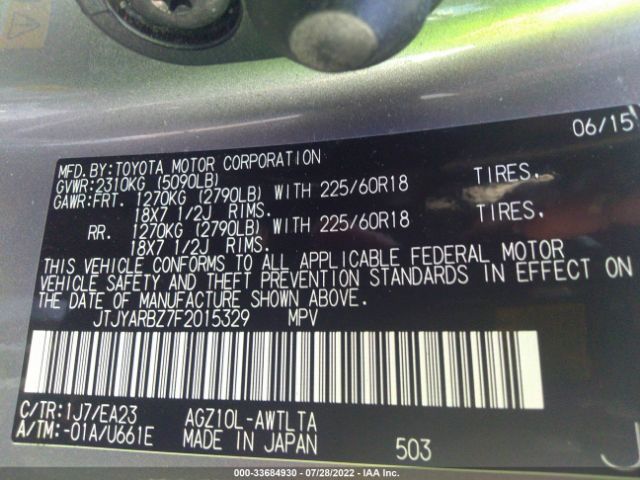 06/15
MFD.BY:TOYOTA MOTOR CORPORATION
GVWR:2310KG (5090LB)
GAWR:FRT. 1270KG (2790LB) WITH 225/60R18 TIRES,
18X7 1/2J RIMS.
RR. 1270KG (2790LB) WITH 225/60R18 TIRES,
18X7 1/2J RIMS.
THIS VEHICLE CONFORMS TO ALL APPLICABLE FEDERAL MOTOR
VEHICLE SAFETY AND THEFT PREVENTION STANDARDS IN EFFECT ON
THE DATE OF MANUFACTURE SHOWN ABOVE.
JTJYARBZ7F2015329 MPV
C/TR:1J7/EA23 AGZ10L-AWTLTA
A/TM:-01A/U661E MADE IN JAPAN 503
000-33684930 - 07/28/2022 - IAA Inc.